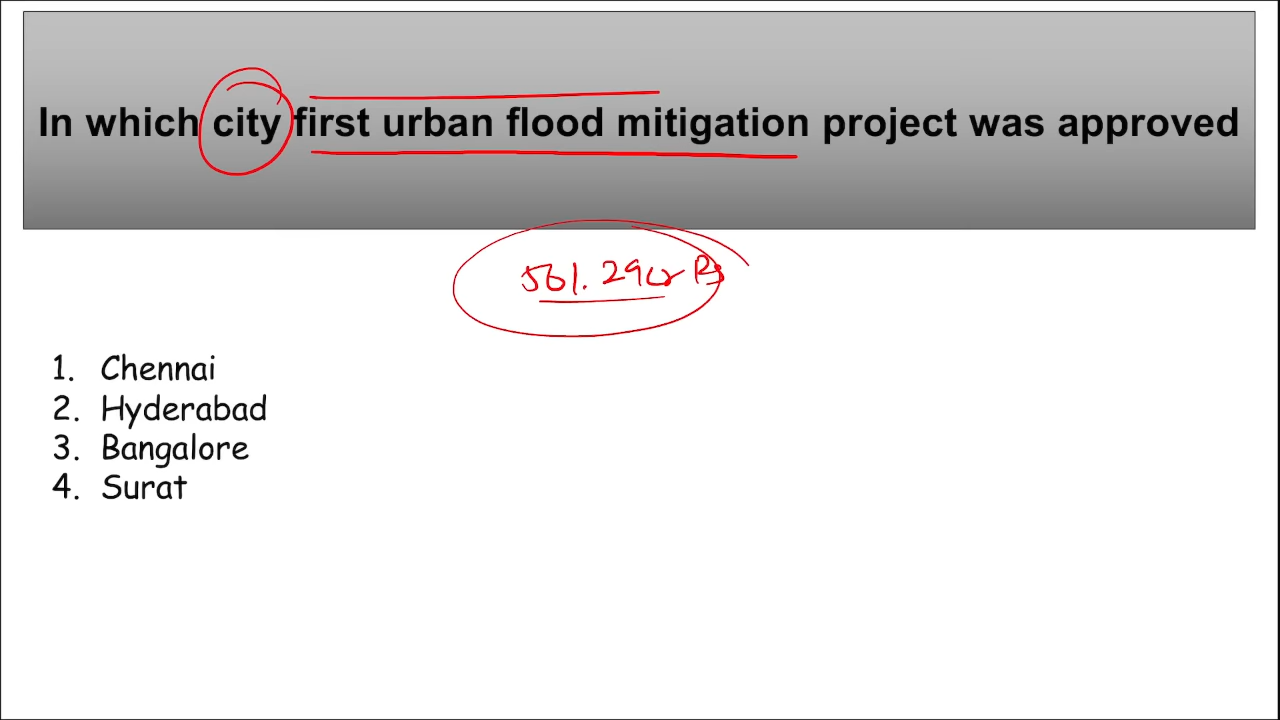 In which city first urban flood mitigation project was approved
561.29 cr Rs
1. Chennai
2. Hyderabad
3. Bangalore
4. Surat